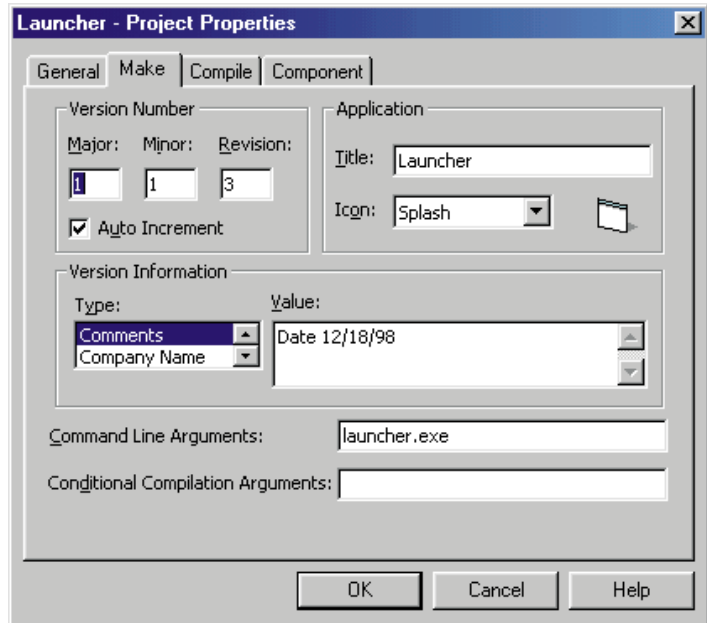 Launcher - Project Properties
General Make Compile Component
Version Number
Major: Minor: Revision:
1 1 3
Auto Increment
Application
Title: Launcher
Icon: Splash
Version Information
Type:
Comments
Company Name
Value:
Date 12/18/98
Command Line Arguments: launcher.exe
Conditional Compilation Arguments:
OK Cancel Help